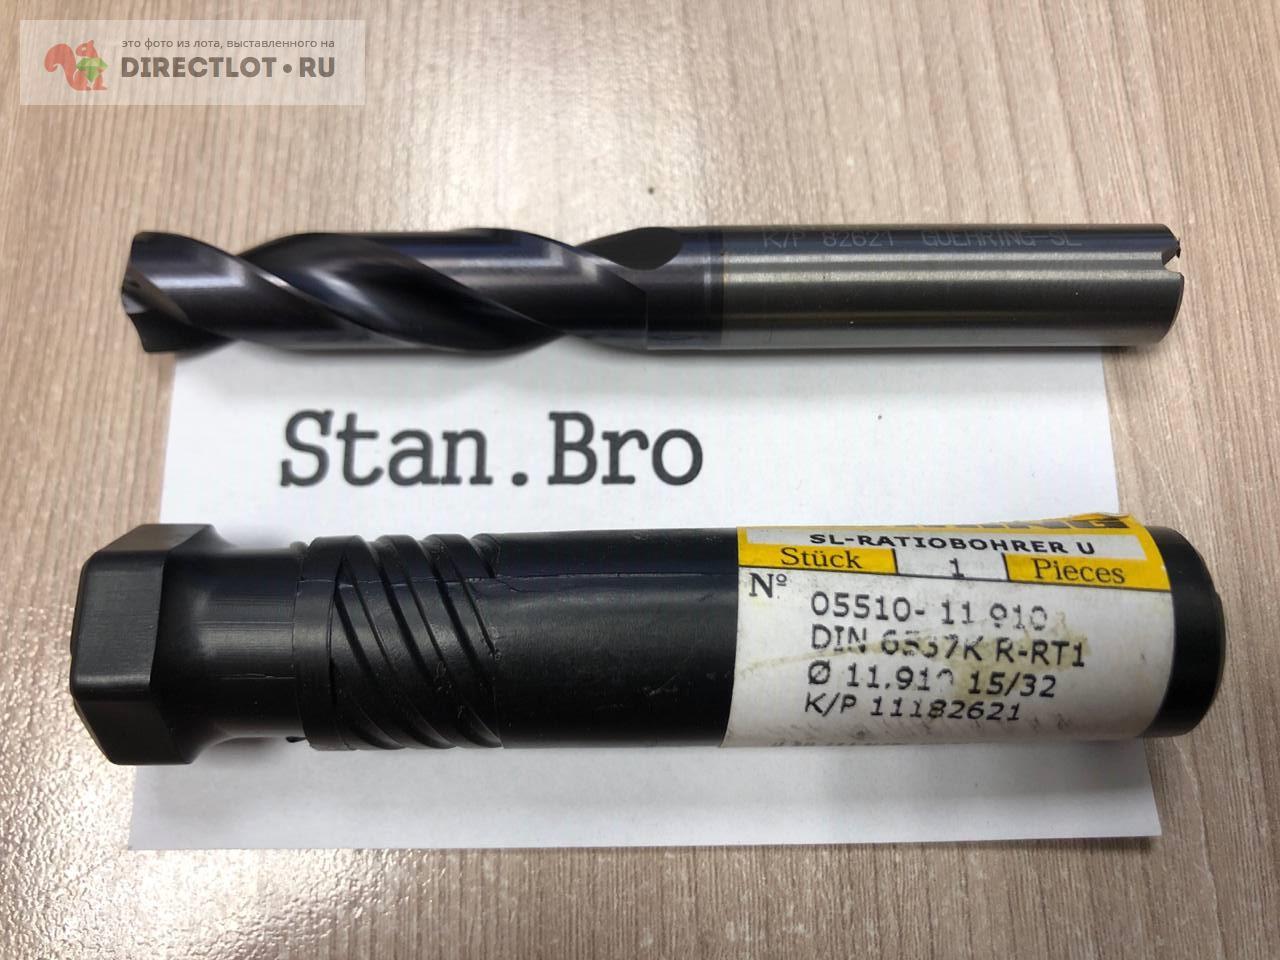 это фото из лота, выставленного на
DIRECTLOT.RU
K/P 82621 GUEHRING-SL
Stan.Bro
SL-RATIOBOHRER U
Stück 1 Pieces
Nº
05510- 11.910
DIN 6537K R-RT1
Ø 11.910 15/32
K/P 11182621